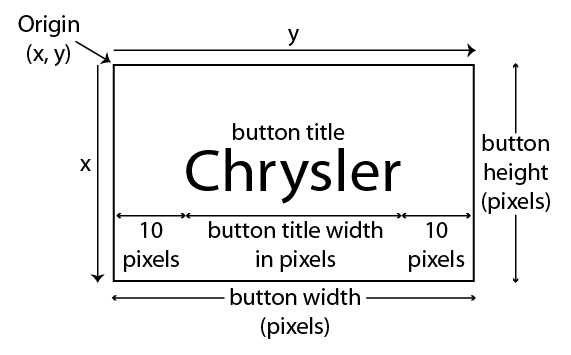 Origin
(x, y)
y
x
button title
Chrysler
10
pixels
button title width
in pixels
10
pixels
button
height
(pixels)
button width
(pixels)